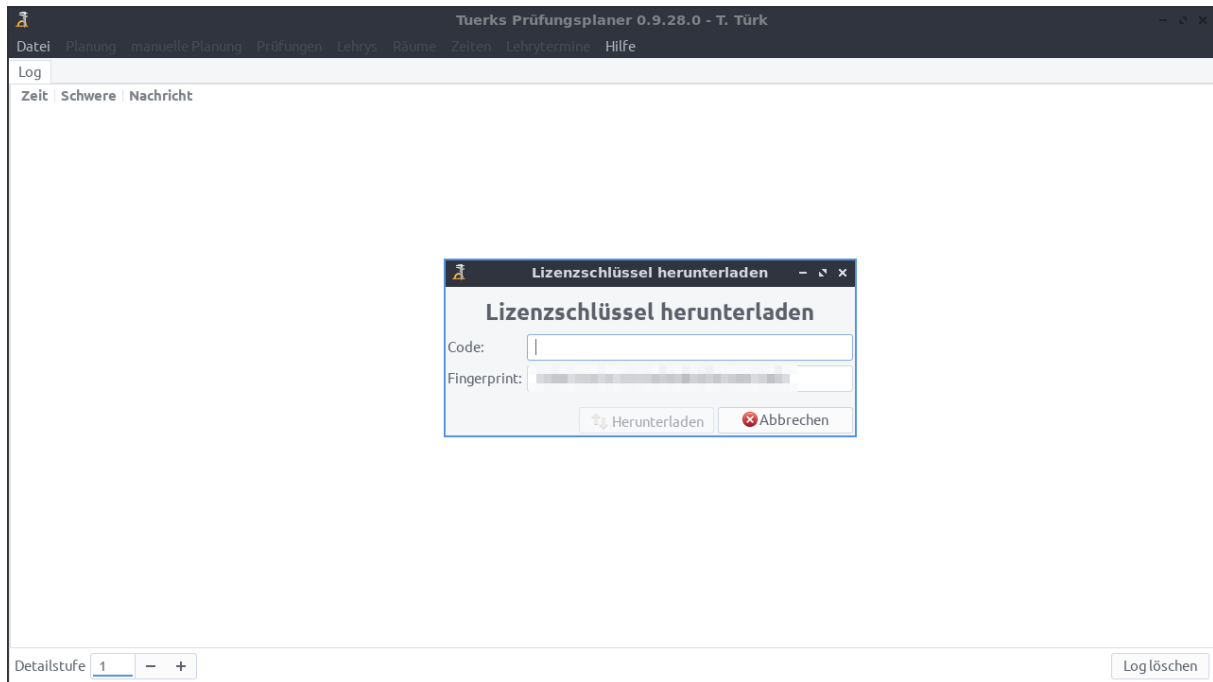 Tuerks Prüfungsplaner 0.9.28.0 - T. Türk
Datei Planung manuelle Planung Prüfungen Lehrys Räume Zeiten Lehrytermine Hilfe
Log
Zeit Schwere Nachricht
Lizenzschlüssel herunterladen
Lizenzschlüssel herunterladen
Code:
Fingerprint:
Herunterladen Abbrechen
Detailstufe 1 − + Log löschen